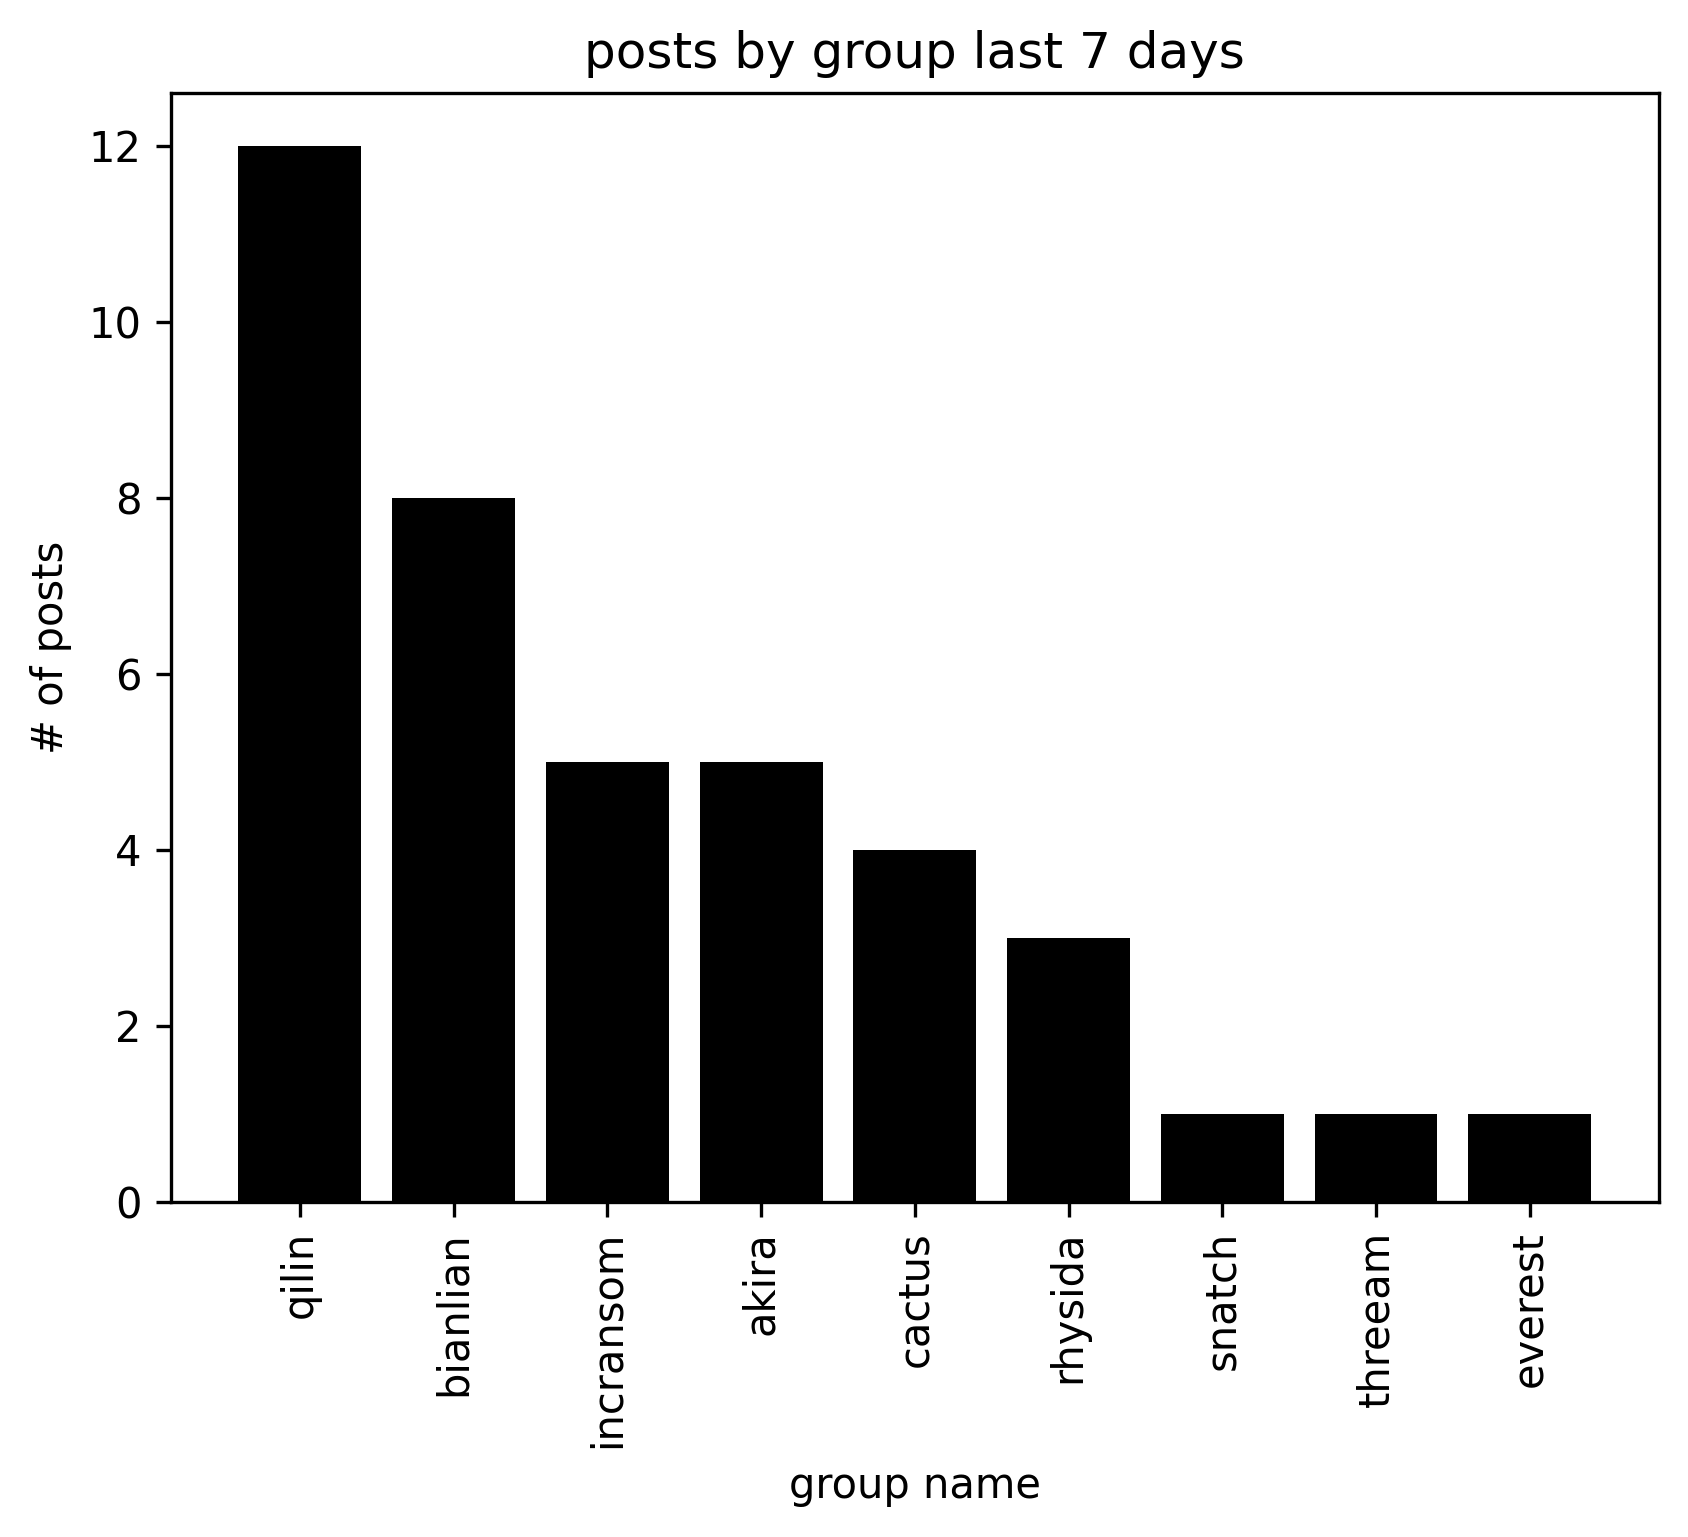 posts by group last 7 days
# of posts
12
10
8
6
4
2
0
qilin
bianlian
incransom
akira
cactus
rhysida
snatch
threeam
everest
group name